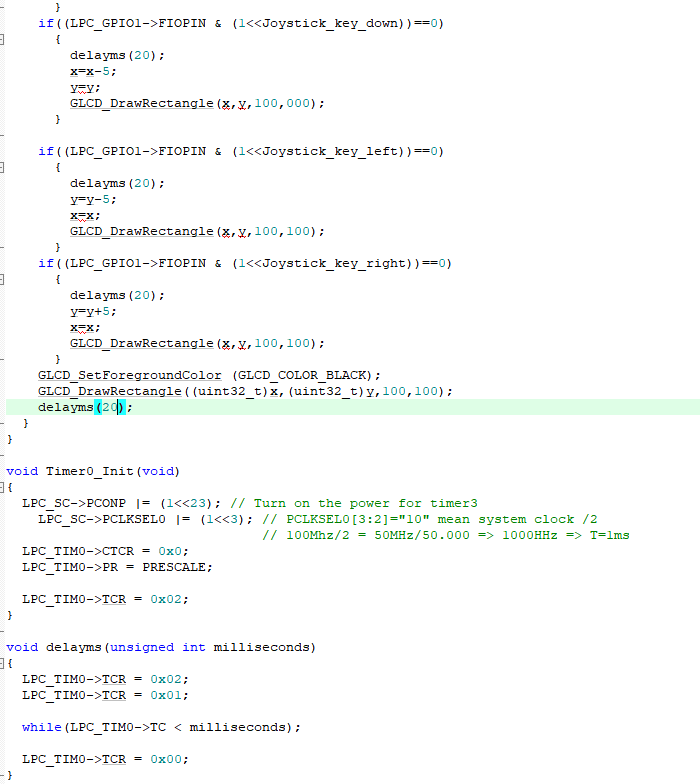 }
if((LPC_GPIO1->FIOPIN & (1<<Joystick_key_down))==0)
{
delayms(20);
x=x-5;
y=y;
GLCD_DrawRectangle(x,y,100,000);
}
if((LPC_GPIO1->FIOPIN & (1<<Joystick_key_left))==0)
{
delayms(20);
y=y-5;
x=x;
GLCD_DrawRectangle(x,y,100,100);
}
if((LPC_GPIO1->FIOPIN & (1<<Joystick_key_right))==0)
{
delayms(20);
y=y+5;
x=x;
GLCD_DrawRectangle(x,y,100,100);
}
GLCD_SetForegroundColor (GLCD_COLOR_BLACK);
GLCD_DrawRectangle((uint32_t)x,(uint32_t)y,100,100);
delayms(20);
}
}
void Timer0_Init(void)
{
LPC_SC->PCONP |= (1<<23); // Turn on the power for timer3
LPC_SC->PCLKSEL0 |= (1<<3); // PCLKSEL0[3:2]="10" mean system clock /2
// 100Mhz/2 = 50MHz/50.000 => 1000HHz => T=1ms
LPC_TIM0->CTCR = 0x0;
LPC_TIM0->PR = PRESCALE;
LPC_TIM0->TCR = 0x02;
}
void delayms(unsigned int milliseconds)
{
LPC_TIM0->TCR = 0x02;
LPC_TIM0->TCR = 0x01;
while(LPC_TIM0->TC < milliseconds);
LPC_TIM0->TCR = 0x00;
}